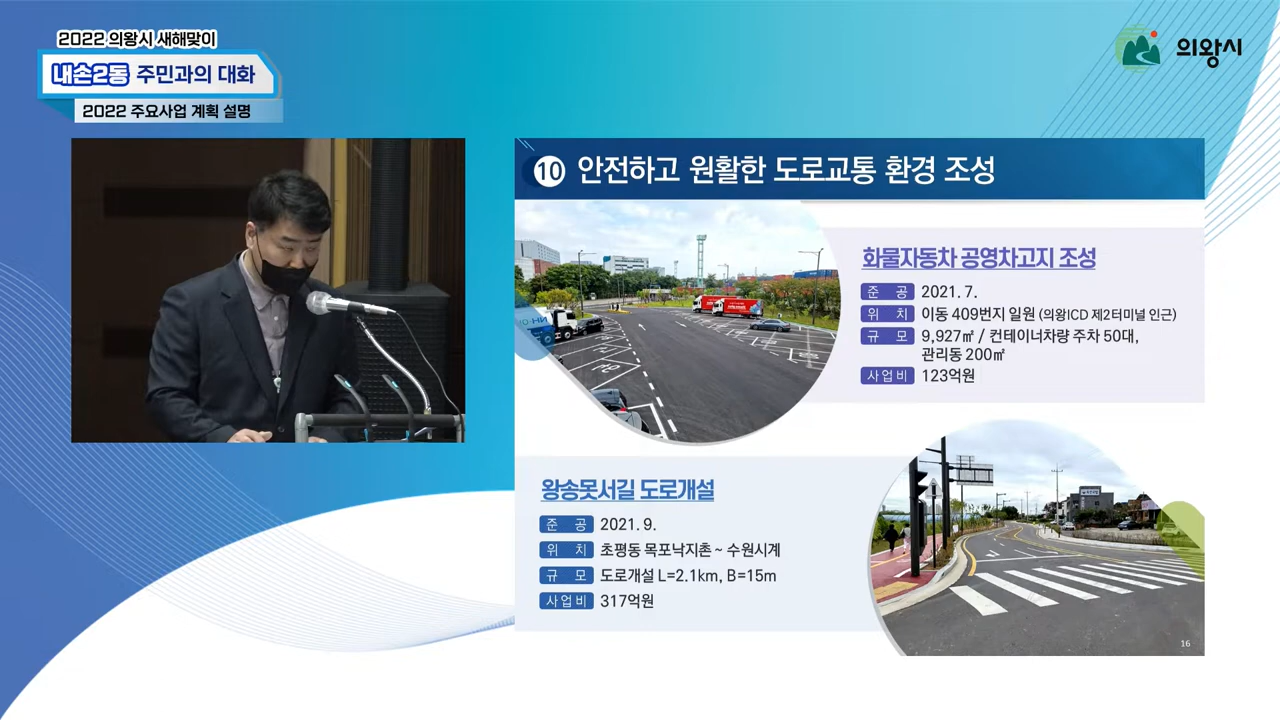 2022 의왕시 새해맞이
내손2동 주민과의 대화
2022 주요사업 계획 설명
의왕시
10 안전하고 원활한 도로교통 환경 조성
화물자동차 공영차고지 조성
준 공 2021. 7.
위 치 이동 409번지 일원 (의왕ICD 제2터미널 인근)
규 모 9,927㎡ / 컨테이너차량 주차 50대,
관리동 200㎡
사업비 123억원
왕송못서길 도로개설
준 공 2021. 9.
위 치 초평동 목포낙지촌 ~ 수원시계
규 모 도로개설 L=2.1km, B=15m
사업비 317억원
16